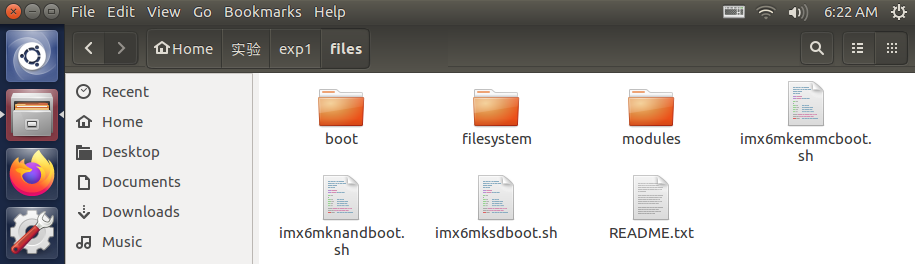 File Edit View Go Bookmarks Help 6:22 AM
Home 实验 exp1 files
Recent
Home
Desktop
Documents
Downloads
Music
boot filesystem modules imx6mkemmcboot.
sh
imx6mknandboot.
sh
imx6mksdboot.sh README.txt